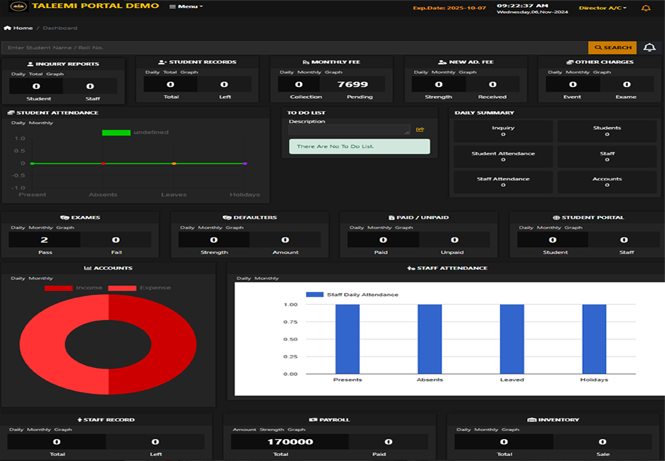 TALEEMI PORTAL DEMO Menu Exp.Date: 2025-10-07 09:22:37 AM Director A/C
Wednesday,06,Nov-2024
Home / Dashboard
Enter Student Name / Roll No. SEARCH
INQUIRY REPORTS
Daily Total Graph
0 0
Student Staff
STUDENT RECORDS
Daily Total Graph
0 0
Total Left
MONTHLY FEE
Daily Monthly Graph
0 7699
Collection Pending
NEW AD. FEE
Daily Monthly Graph
0 0
Strength Received
OTHER CHARGES
Daily Monthly Graph
0 0
Event Exame
STUDENT ATTENDANCE
Daily Monthly
undefined
1.0
0.5
0
-0.5
-1.0
Present Absents Leaves Holidays
TO DO LIST
Description
There Are No To Do List.
DAILY SUMMARY
Inquiry
0
Students
0
Student Attendance
0
Staff
0
Staff Attendance
0
Accounts
0
EXAMES
Daily Monthly Graph
2 0
Pass Fail
DEFAULTERS
Daily Monthly Graph
0 0
Strength Amount
PAID / UNPAID
Daily Monthly Graph
0 0
Paid Unpaid
STUDENT PORTAL
Daily Monthly Graph
0 0
Student Staff
ACCOUNTS
Daily Monthly
Income Expense
STAFF ATTENDANCE
Daily Monthly
Staff Daily Attendance
1.00
0.75
0.50
0.25
0.00
Presents Absents Leaved Holidays
STAFF RECORD
Daily Monthly Graph
0 0
Total Left
PAYROLL
Amount Strength Graph
170000 0
Total Paid
INVENTORY
Daily Monthly Graph
0 0
Total Sale